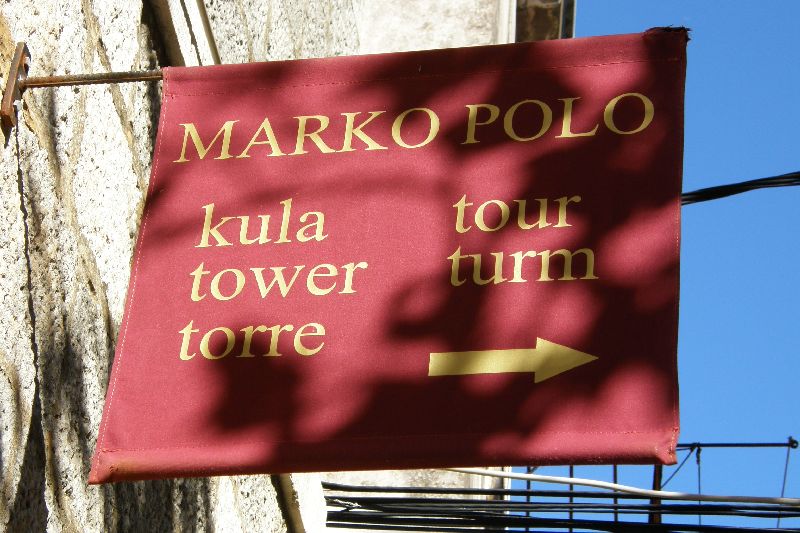 MARKO POLO
kula
tower
torre
tour
turm